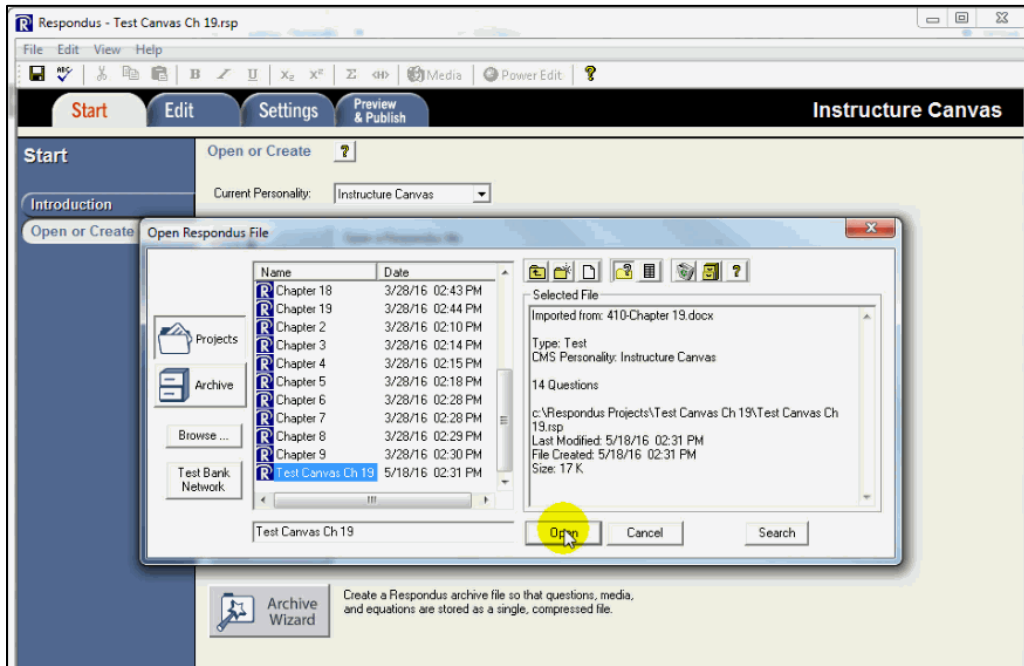 Respondus - Test Canvas Ch 19.rsp
File Edit View Help
ABC
B I U X₂ X² Σ <H> Media Power Edit ?
Start Edit Settings Preview & Publish Instructure Canvas
Start
Introduction
Open or Create
Open or Create ?
Current Personality: Instructure Canvas
Open Respondus File
Projects
Archive
Browse ...
Test Bank Network
Name Date
Chapter 18 3/28/16 02:43 PM
Chapter 19 3/28/16 02:44 PM
Chapter 2 3/28/16 02:10 PM
Chapter 3 3/28/16 02:14 PM
Chapter 4 3/28/16 02:15 PM
Chapter 5 3/28/16 02:18 PM
Chapter 6 3/28/16 02:28 PM
Chapter 7 3/28/16 02:28 PM
Chapter 8 3/28/16 02:29 PM
Chapter 9 3/28/16 02:30 PM
Test Canvas Ch 19 5/18/16 02:31 PM
Test Canvas Ch 19
Selected File
Imported from: 410-Chapter 19.docx
Type: Test
CMS Personality: Instructure Canvas
14 Questions
c:\Respondus Projects\Test Canvas Ch 19\Test Canvas Ch
19.rsp
Last Modified: 5/18/16 02:31 PM
File Created: 5/18/16 02:31 PM
Size: 17 K
Open Cancel Search
Archive
Wizard
Create a Respondus archive file so that questions, media,
and equations are stored as a single, compressed file.